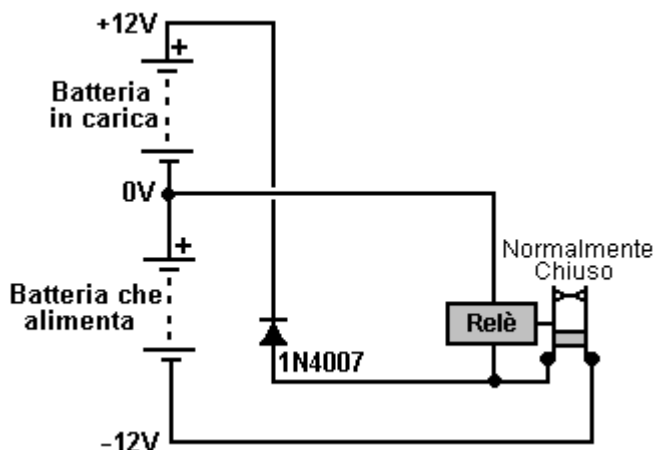 +12V
+
Batteria
in carica
0V
+
Batteria che
alimenta
1N4007
Relè
Normalmente
Chiuso
–12V